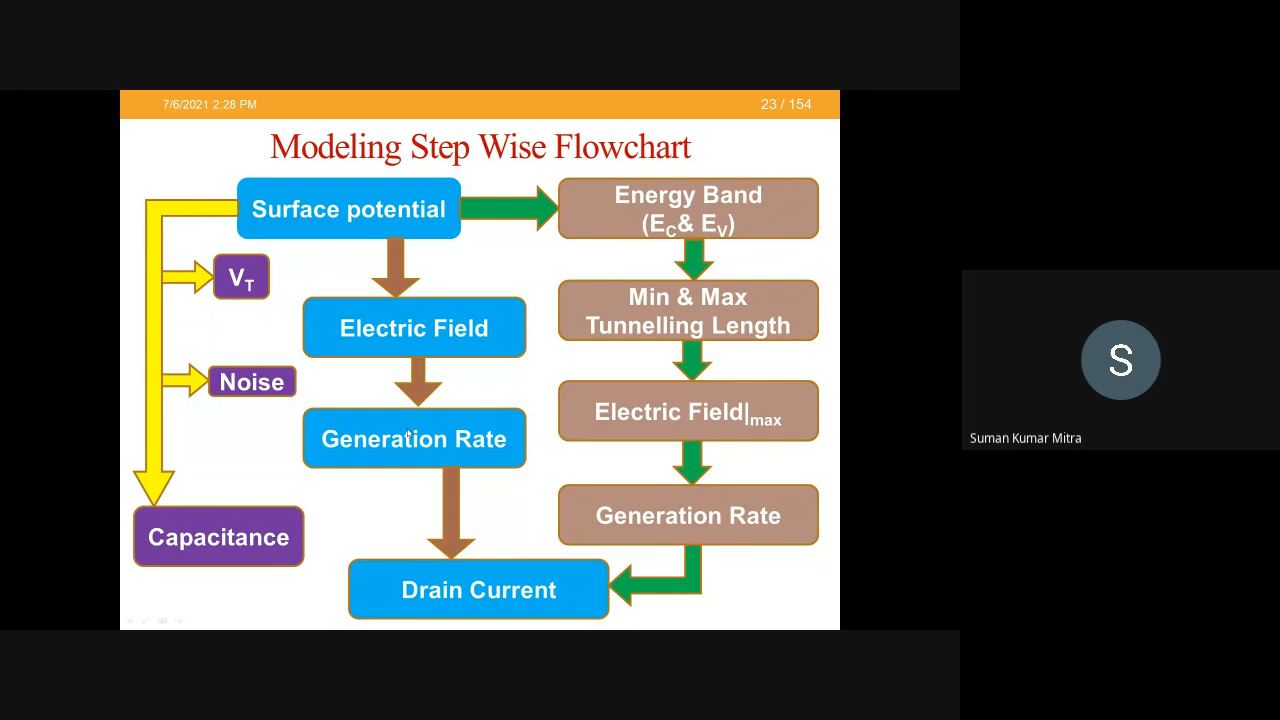 7/6/2021 2:28 PM
23 / 154
Modeling Step Wise Flowchart
Surface potential
Energy Band
(EC& EV)
VT
Min & Max
Tunnelling Length
Electric Field
Noise
Electric Field|max
Generation Rate
Generation Rate
Capacitance
Drain Current
S
Suman Kumar Mitra